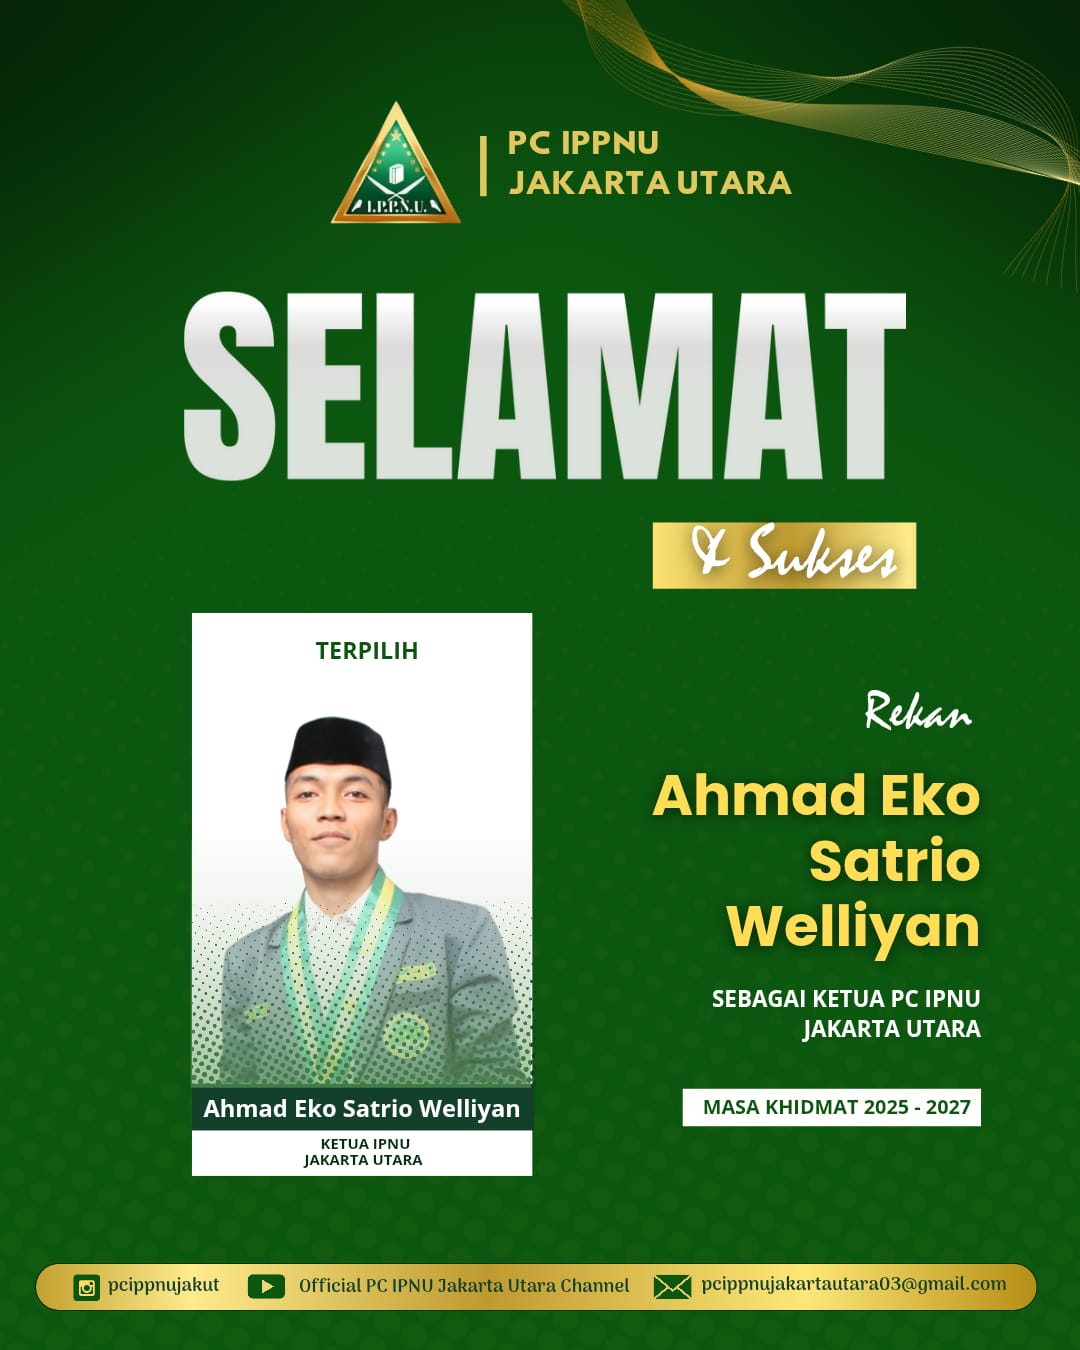 I.P.P.N.U.
PC IPPNU
JAKARTA UTARA
SELAMAT
& Sukses
TERPILIH
Ahmad Eko Satrio Welliyan
KETUA IPNU
JAKARTA UTARA
Rekan
Ahmad Eko
Satrio
Welliyan
SEBAGAI KETUA PC IPNU
JAKARTA UTARA
MASA KHIDMAT 2025 - 2027
pcippnujakut
Official PC IPNU Jakarta Utara Channel
pcippnujakartautara03@gmail.com